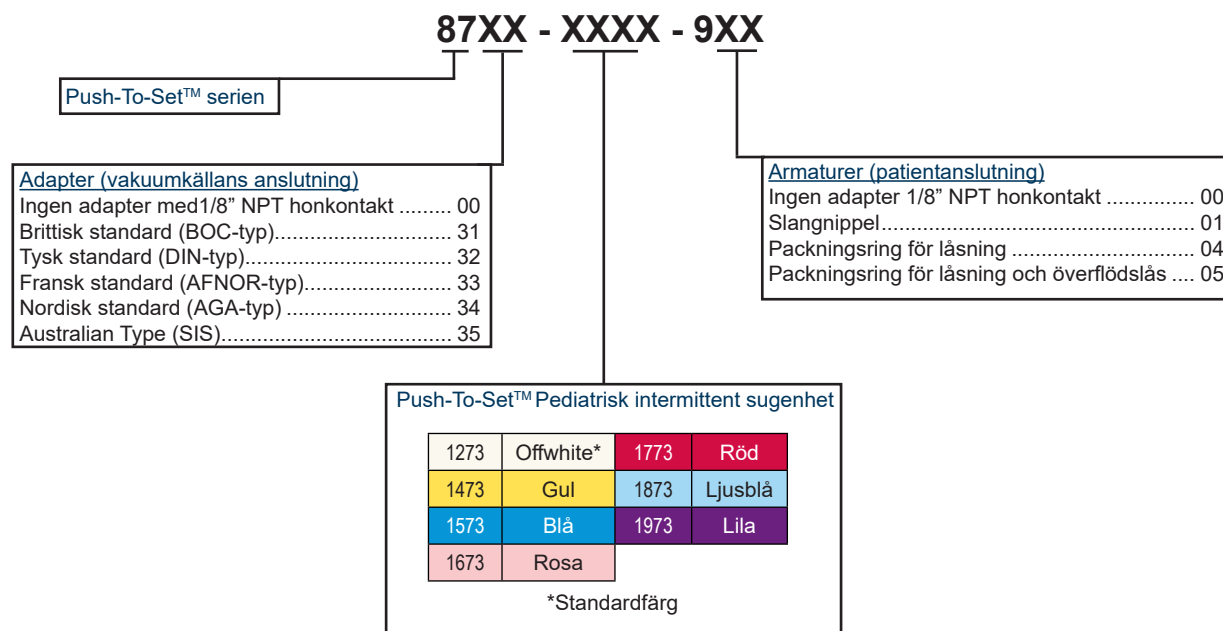 87XX - XXXX - 9XX
Push-To-Set™ serien
Adapter (vakuumkällans anslutning)
Ingen adapter med1/8” NPT honkontakt ......... 00
Brittisk standard (BOC-typ)............................. 31
Tysk standard (DIN-typ).................................. 32
Fransk standard (AFNOR-typ)........................ 33
Nordisk standard (AGA-typ) ........................... 34
Australian Type (SIS)...................................... 35
Armaturer (patientanslutning)
Ingen adapter 1/8” NPT honkontakt ............... 00
Slangnippel..................................................... 01
Packningsring för låsning ............................... 04
Packningsring för låsning och överflödslås .... 05
Push-To-Set™ Pediatrisk intermittent sugenhet
1273 Offwhite* 1773 Röd
1473 Gul 1873 Ljusblå
1573 Blå 1973 Lila
1673 Rosa
*Standardfärg